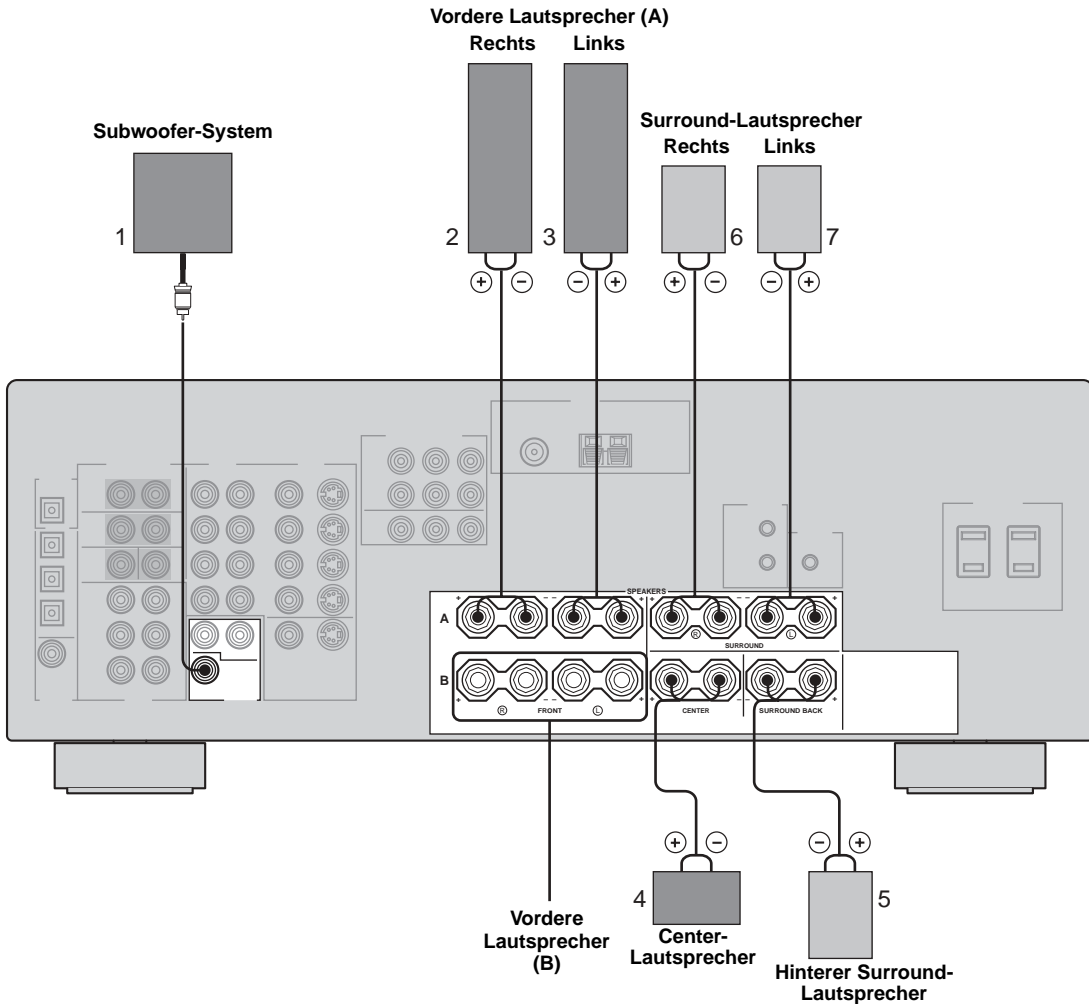 Vordere Lautsprecher (A)
Rechts Links
Subwoofer-System
Surround-Lautsprecher
Rechts Links
1
2
3
6
7
+ − − + + − − +
SPEAKERS
+ − − + + − − +
A
R L
SURROUND
B
+ − − + + − − +
R FRONT L
CENTER
SURROUND BACK
+ − − +
4
5
Vordere
Lautsprecher
(B)
Center-
Lautsprecher
Hinterer Surround-
Lautsprecher